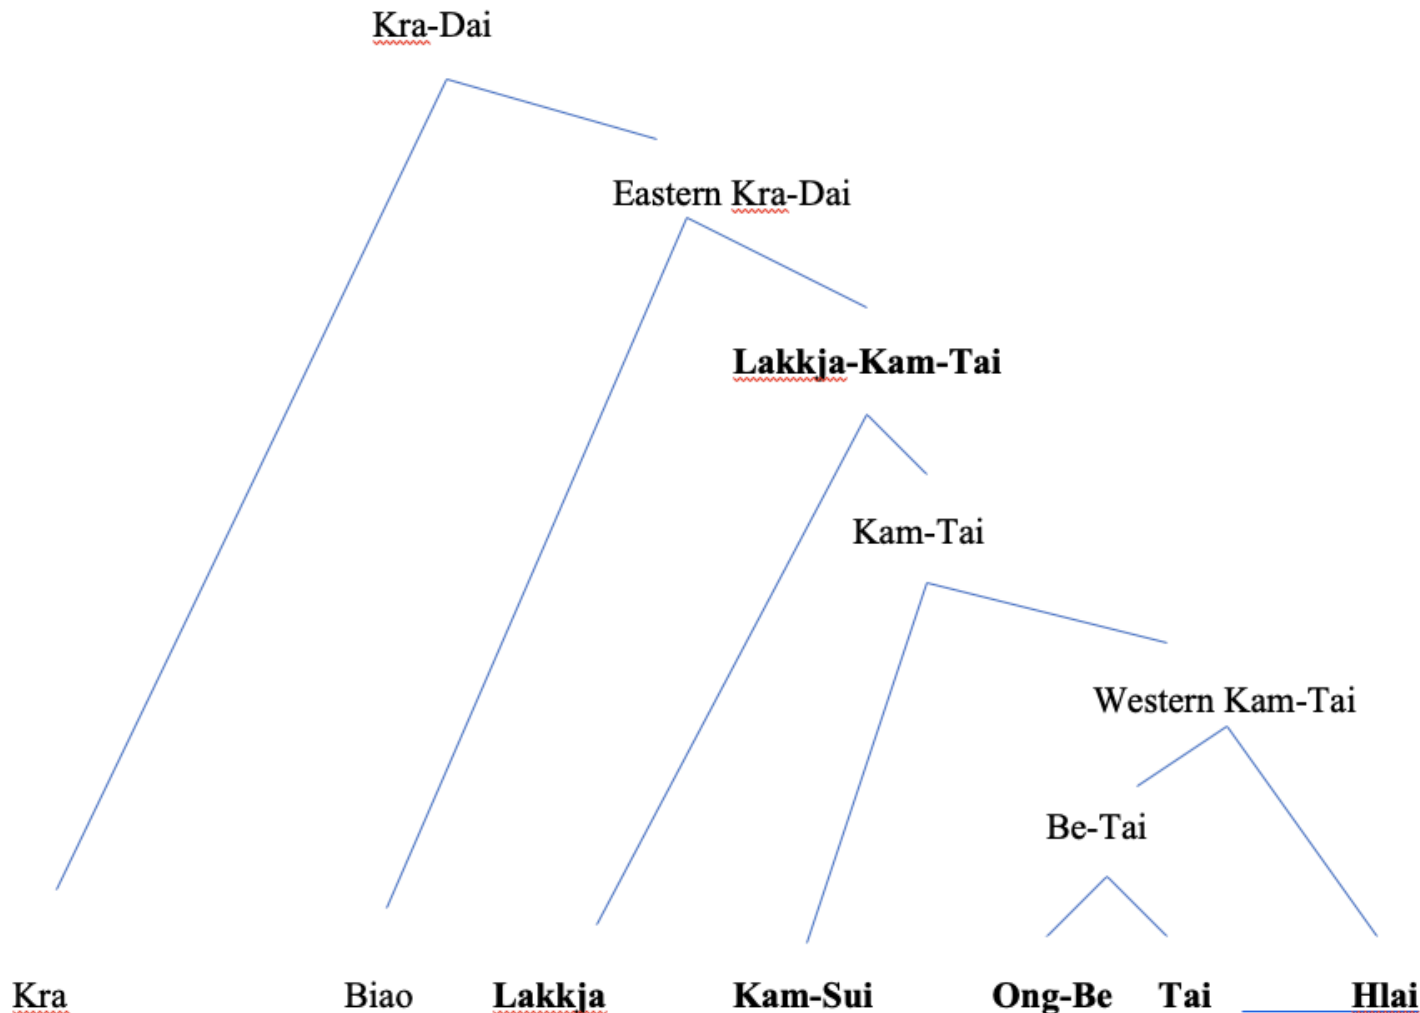 Kra-Dai
Eastern Kra-Dai
Lakkja-Kam-Tai
Kam-Tai
Western Kam-Tai
Be-Tai
Kra Biao Lakkja Kam-Sui Ong-Be Tai Hlai